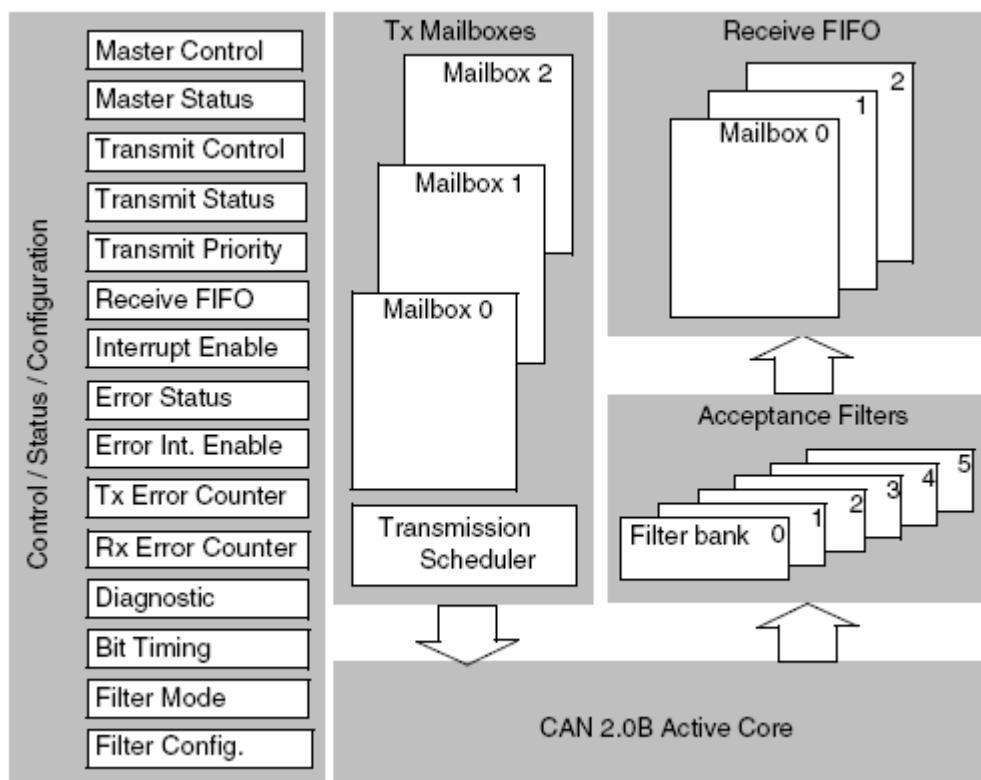 Control / Status / Configuration
Master Control
Master Status
Transmit Control
Transmit Status
Transmit Priority
Receive FIFO
Interrupt Enable
Error Status
Error Int. Enable
Tx Error Counter
Rx Error Counter
Diagnostic
Bit Timing
Filter Mode
Filter Config.
Tx Mailboxes
Mailbox 2
Mailbox 1
Mailbox 0
Transmission
Scheduler
Receive FIFO
2
1
Mailbox 0
Acceptance Filters
5
4
3
2
1
Filter bank 0
CAN 2.0B Active Core